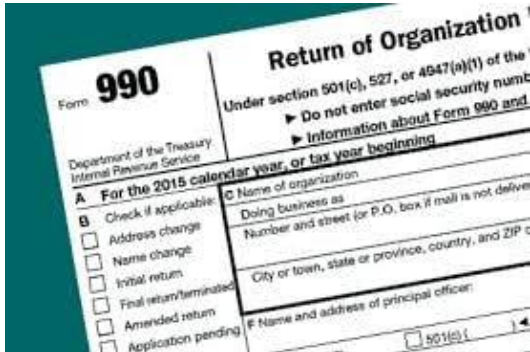 Form 990
Return of Organization
Under section 501(c), 527, or 4947(a)(1) of the
▶ Do not enter social security numb
▶ Information about Form 990 and
Department of the Treasury
Internal Revenue Service
A For the 2015 calendar year, or tax year beginning
B Check if applicable:
Address change
Name change
Initial return
Final return/terminated
Amended return
Application pending
C Name of organization
Doing business as
Number and street (or P.O. box if mail is not delive
City or town, state or province, country, and ZIP
F Name and address of principal officer:
501(c) ( ) ◀